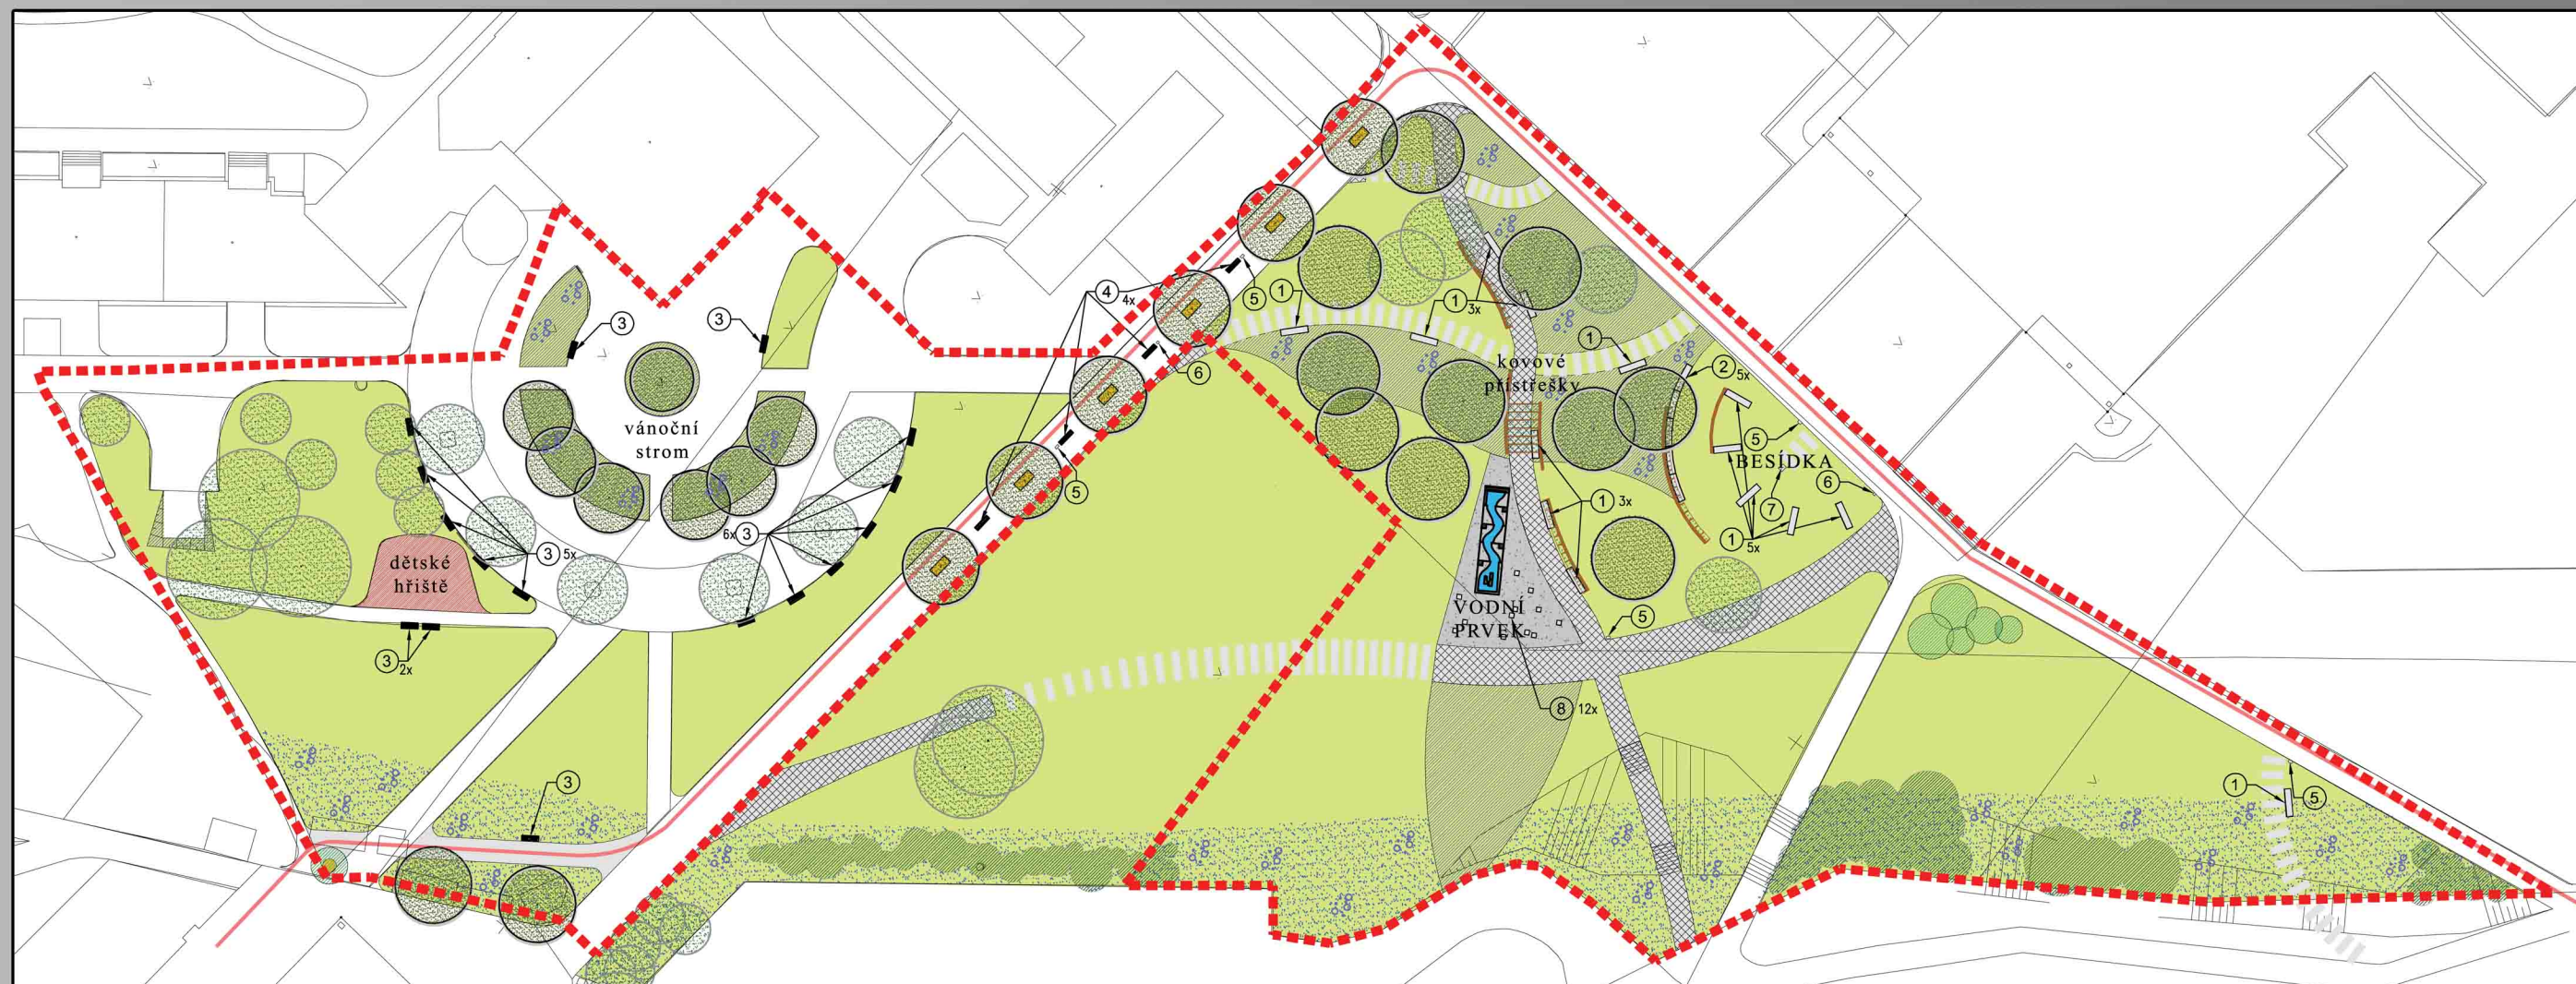 3
3
4 4x
5
1
1 3x
1
6
2 5x
kovové
přístřešky
vánoční
strom
5
BESÍDKA
6
5
7
1 3x
1 5x
6x 3
3 5x
dětské
hřiště
VODNÍ
PRVEK
5
3 2x
8 12x
3
1
5